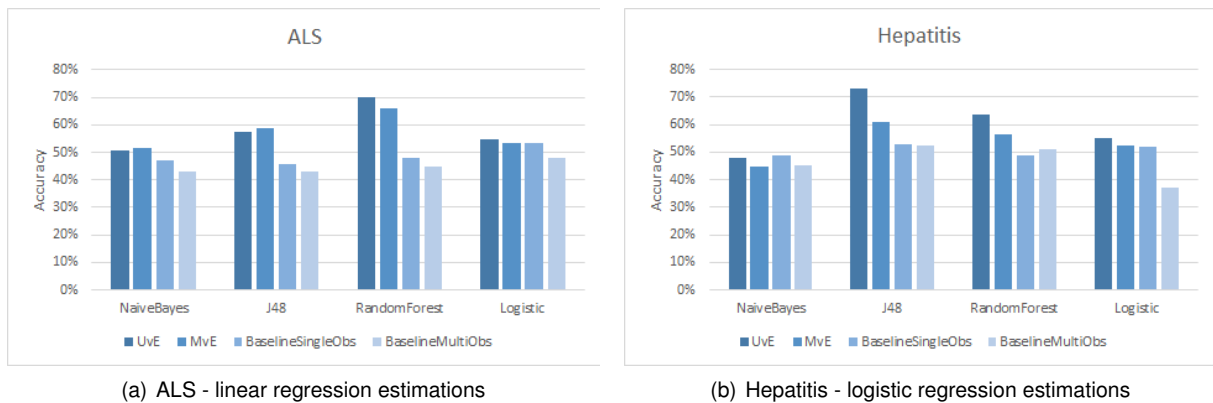 ALS
80%
70%
60%
50%
40%
30%
20%
10%
0%
Accuracy
NaiveBayes J48 RandomForest Logistic
UvE MvE BaselineSingleObs BaselineMultiObs
(a) ALS - linear regression estimations
Hepatitis
80%
70%
60%
50%
40%
30%
20%
10%
0%
Accuracy
NaiveBayes J48 RandomForest Logistic
UvE MvE BaselineSingleObs BaselineMultiObs
(b) Hepatitis - logistic regression estimations